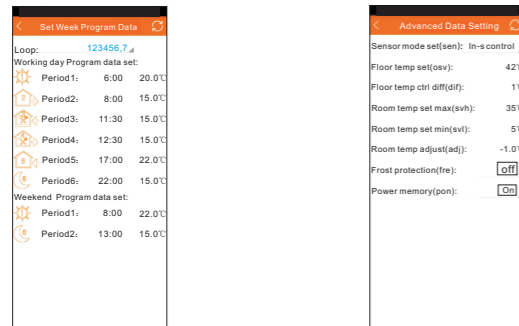 Set Week Program Data
Loop: 123456,7
Working day Program data set:
Period1: 6:00 20.0℃
2 Period2: 8:00 15.0℃
Period3: 11:30 15.0℃
Period4: 12:30 15.0℃
5 Period5: 17:00 22.0℃
6 Period6: 22:00 15.0℃
Weekend Program data set:
1 Period1: 8:00 22.0℃
6 Period2: 13:00 15.0℃
Advanced Data Setting
Sensor mode set(sen): In-s control
Floor temp set(osv): 42
Floor temp ctrl diff(dif): 1
Room temp set max(svh): 35
Room temp set min(svl): 5
Room temp adjust(adj): -1.0
Frost protection(fre): off
Power memory(pon): On